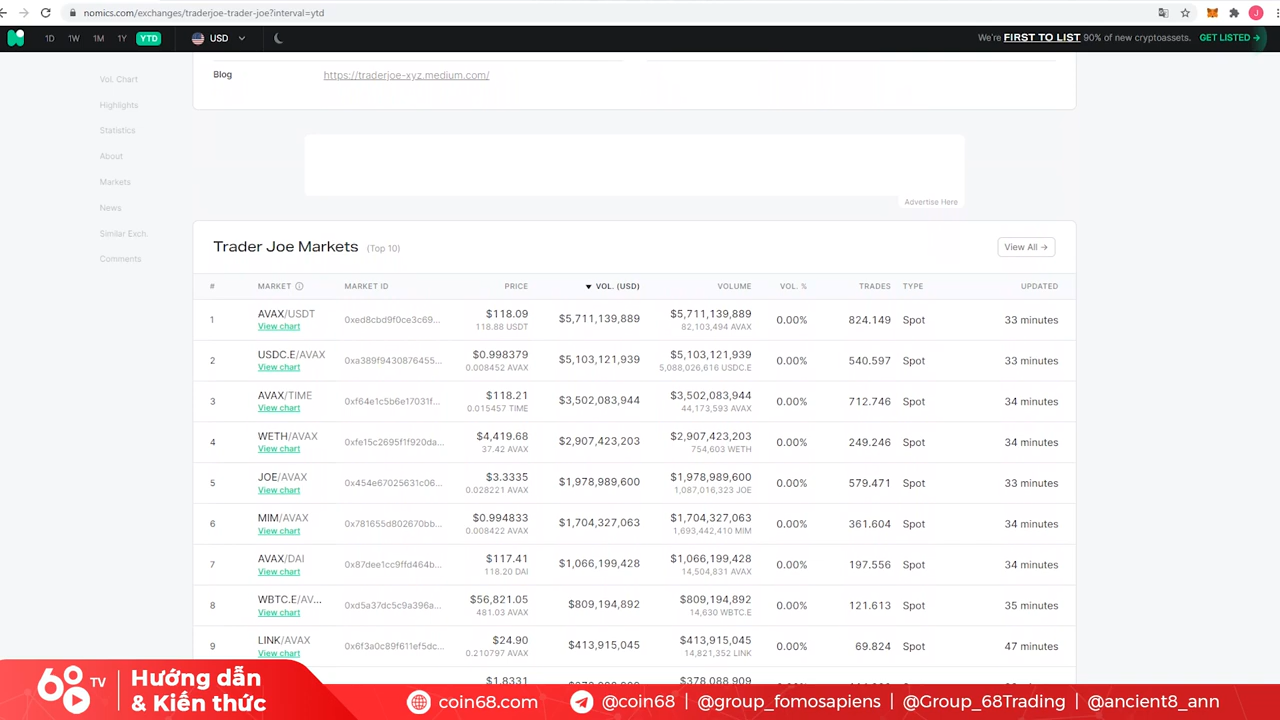 nomics.com/exchanges/traderjoe-trader-joe?interval=ytd
1D 1W 1M 1Y YTD USD We're FIRST TO LIST 90% of new cryptoassets. GET LISTED →
Blog https://traderjoe-xyz.medium.com/
Vol. Chart
Highlights
Statistics
About
Markets
News
Similar Exch.
Comments
Advertise Here
Trader Joe Markets (Top 10) View All →
# MARKET MARKET ID PRICE ▼ VOL. (USD) VOLUME VOL. % TRADES TYPE UPDATED
1 AVAX/USDT 0xed8cbd9f0ce3c69... $118.09 $5,711,139,889 $5,711,139,889 0.00% 824.149 Spot 33 minutes
View chart 118.88 USDT 82,103,494 AVAX
2 USDC.E/AVAX 0xa389f9430876455... $0.998379 $5,103,121,939 $5,103,121,939 0.00% 540.597 Spot 33 minutes
View chart 0.008452 AVAX 5,088,026,616 USDC.E
3 AVAX/TIME 0xf64e1c5b6e17031f... $118.21 $3,502,083,944 $3,502,083,944 0.00% 712.746 Spot 34 minutes
View chart 0.015457 TIME 44,173,593 AVAX
4 WETH/AVAX 0xfe15c2695f1f920da... $4,419.68 $2,907,423,203 $2,907,423,203 0.00% 249.246 Spot 34 minutes
View chart 37.42 AVAX 754,603 WETH
5 JOE/AVAX 0x454e67025631c06... $3.3335 $1,978,989,600 $1,978,989,600 0.00% 579.471 Spot 33 minutes
View chart 0.028221 AVAX 1,087,016,323 JOE
6 MIM/AVAX 0x781655d802670bb... $0.994833 $1,704,327,063 $1,704,327,063 0.00% 361.604 Spot 34 minutes
View chart 0.008422 AVAX 1,693,442,410 MIM
7 AVAX/DAI 0x87dee1cc9ffd464b... $117.41 $1,066,199,428 $1,066,199,428 0.00% 197.556 Spot 34 minutes
View chart 118.20 DAI 14,504,831 AVAX
8 WBTC.E/AV... 0xd5a37dc5c9a396a... $56,821.05 $809,194,892 $809,194,892 0.00% 121.613 Spot 35 minutes
View chart 481.03 AVAX 14,630 WBTC.E
9 LINK/AVAX 0x6f3a0c89f611ef5dc... $24.90 $413,915,045 $413,915,045 0.00% 69.824 Spot 47 minutes
View chart 0.210797 AVAX 14,821,352 LINK
$1.8331 $378,088,909
68 TV Hướng dẫn
& Kiến thức
coin68.com @coin68 | @group_fomosapiens | @Group_68Trading | @ancient8_ann